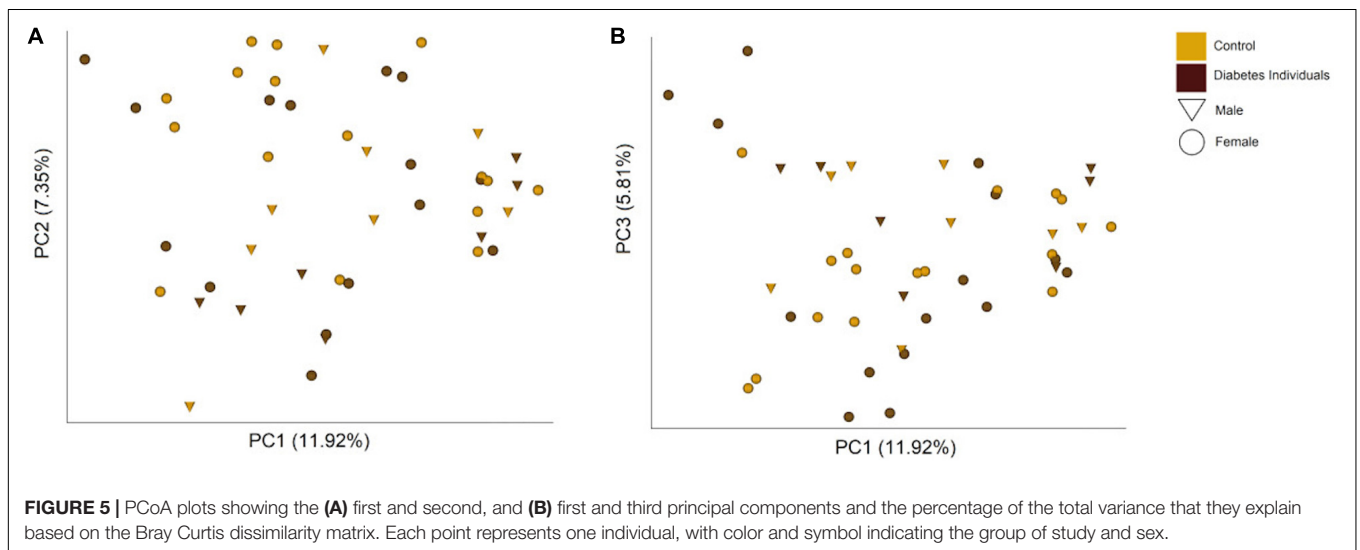 A
PC2 (7.35%)
PC1 (11.92%)
B
PC3 (5.81%)
PC1 (11.92%)
Control
Diabetes Individuals
Male
Female
FIGURE 5 | PCoA plots showing the (A) first and second, and (B) first and third principal components and the percentage of the total variance that they explain
based on the Bray Curtis dissimilarity matrix. Each point represents one individual, with color and symbol indicating the group of study and sex.